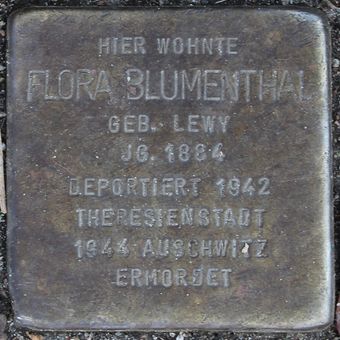 HIER WOHNTE
FLORA BLUMENTHAL
GEB. LEWY
JG. 1884
DEPORTIERT 1942
THERESIENSTADT
1944 AUSCHWITZ
ERMORDET